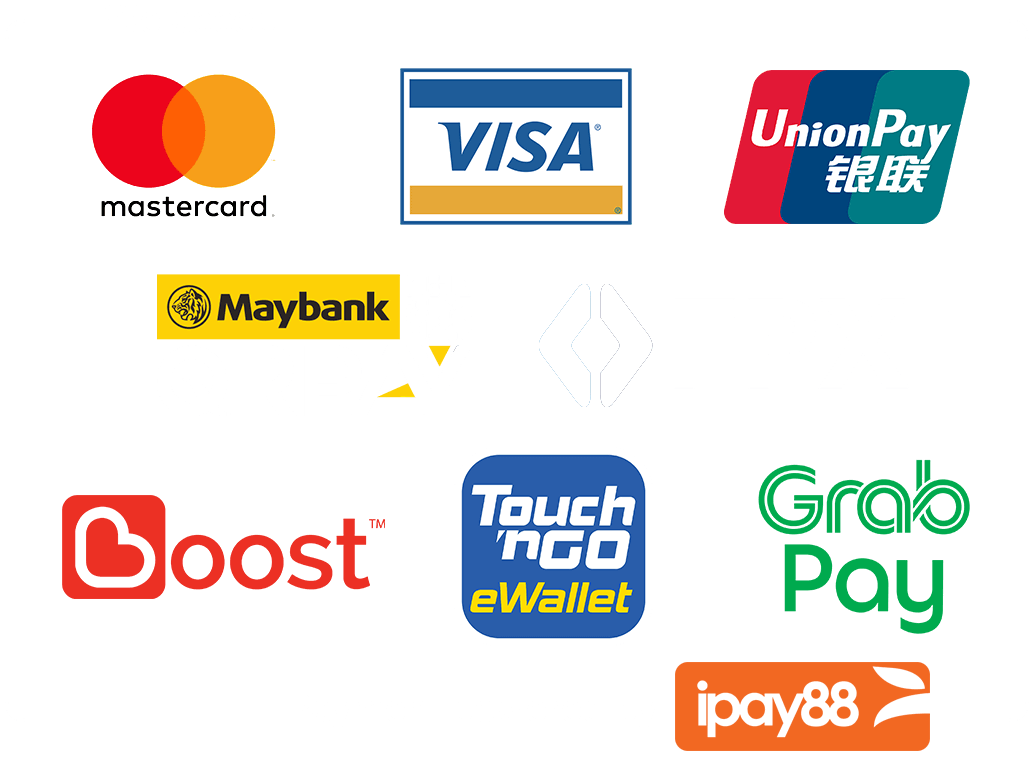 mastercard.
VISA®
®
UnionPay
银联
Maybank
Boost™
Touch
'nGO
eWallet
Grab
Pay
ipay88